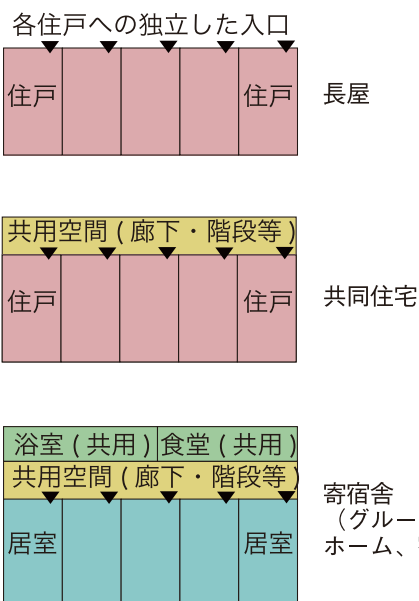 各住戸への独立した入口
住戸 住戸 長屋
共用空間(廊下・階段等)
住戸 住戸 共同住宅
浴室(共用) 食堂(共用)
共用空間(廊下・階段等)
寄宿舎
（グルー
ホーム、
居室 居室